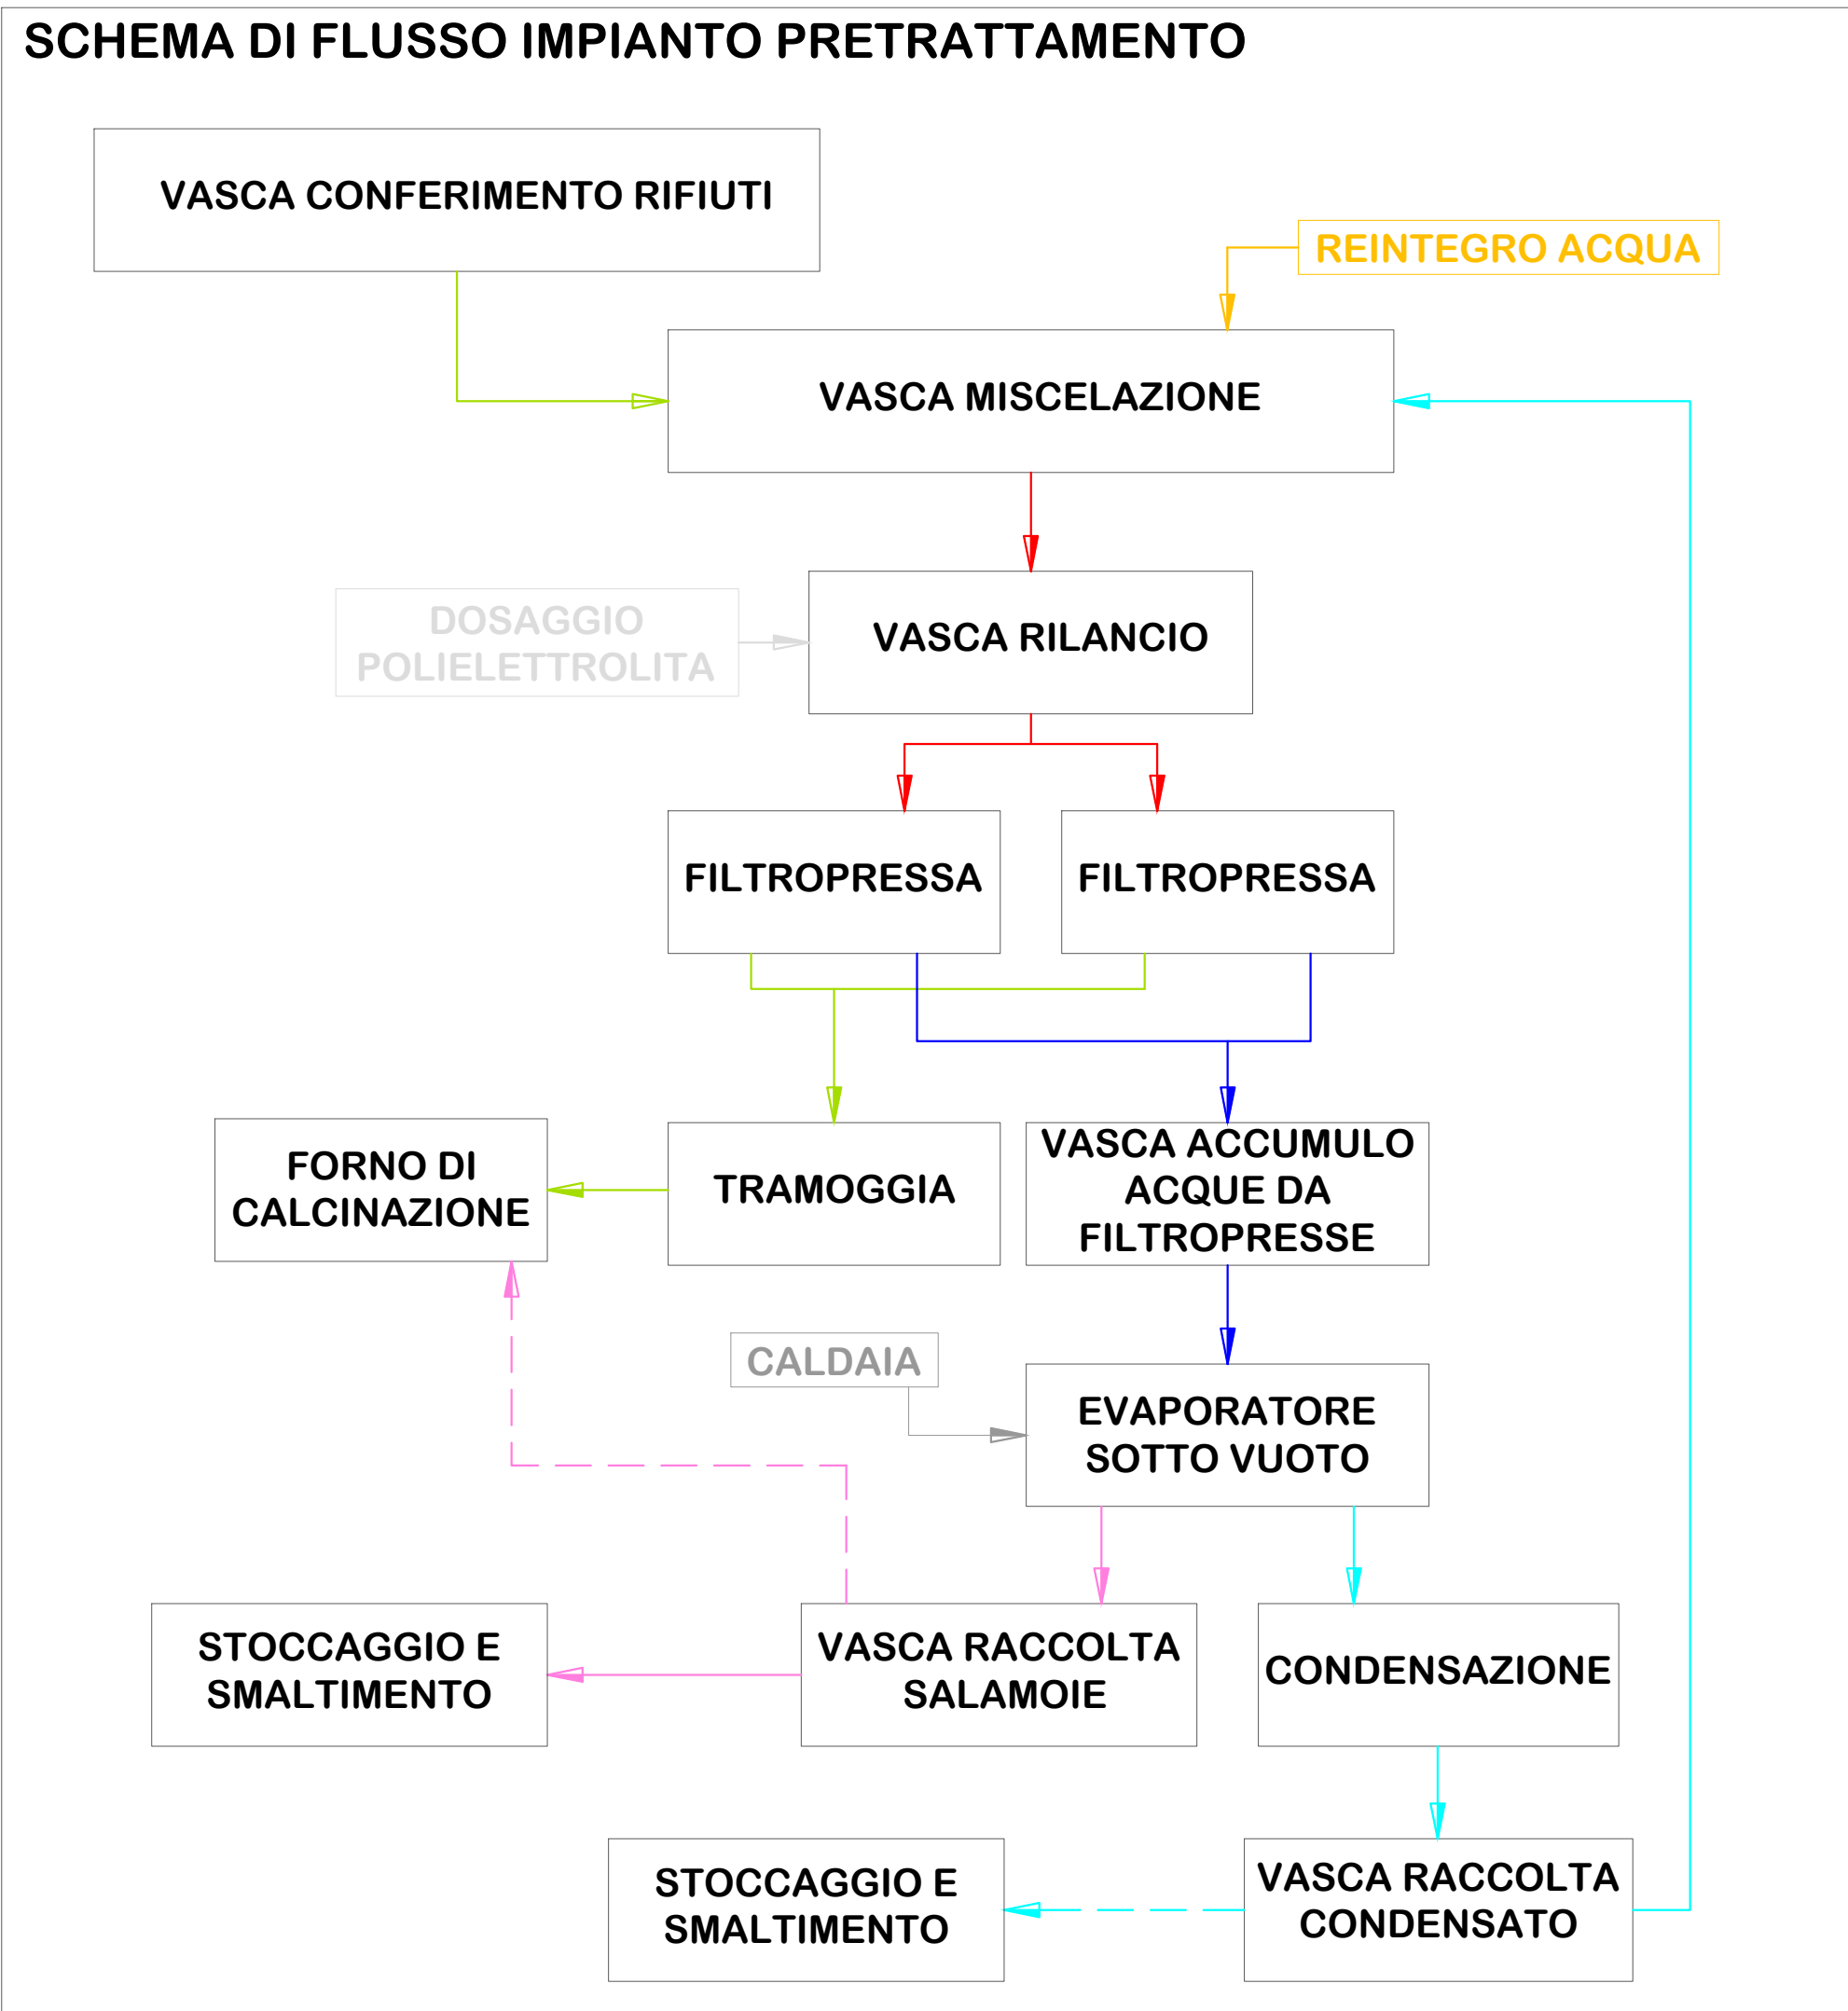 SCHEMA DI FLUSSO IMPIANTO PRETRATTAMENTO
VASCA CONFERIMENTO RIFIUTI
REINTEGRO ACQUA
VASCA MISCELAZIONE
DOSAGGIO
POLIELETTROLITA
VASCA RILANCIO
FILTROPRESSA
FILTROPRESSA
FORNO DI
CALCINAZIONE
TRAMOGGIA
VASCA ACCUMULO
ACQUE DA
FILTROPRESSE
CALDAIA
EVAPORATORE
SOTTO VUOTO
STOCCAGGIO E
SMALTIMENTO
VASCA RACCOLTA
SALAMOIE
CONDENSAZIONE
STOCCAGGIO E
SMALTIMENTO
VASCA RACCOLTA
CONDENSATO